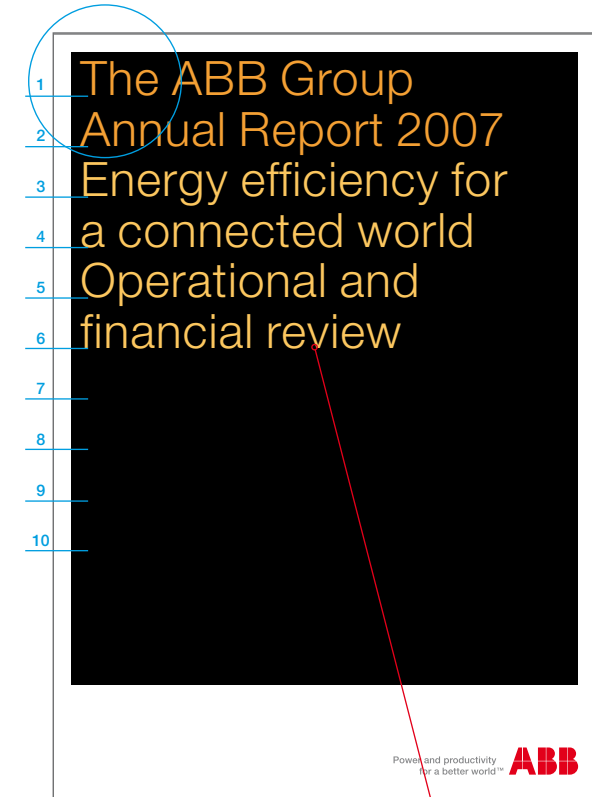 The ABB Group
Annual Report 2007
Energy efficiency for
a connected world
Operational and
financial review
1
2
3
4
5
6
7
8
9
10
Power and productivity
for a better world™
ABB